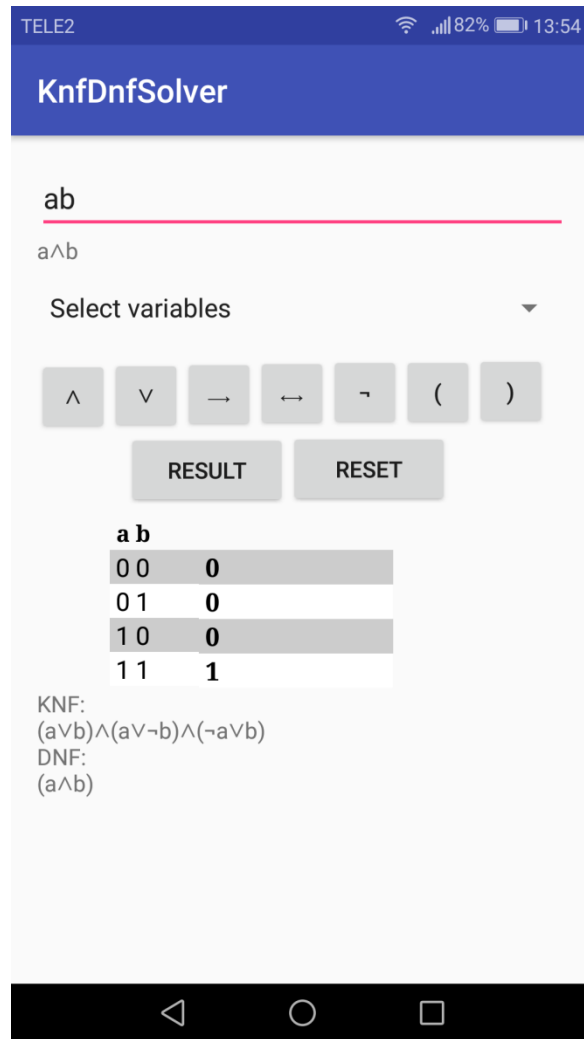 TELE2 82% 13:54
KnfDnfSolver
ab
a∧b
Select variables
∧ ∨ → ↔ ¬ ( )
RESULT RESET
a b
0 0 0
0 1 0
1 0 0
1 1 1
KNF:
(a∨b)∧(a∨¬b)∧(¬a∨b)
DNF:
(a∧b)